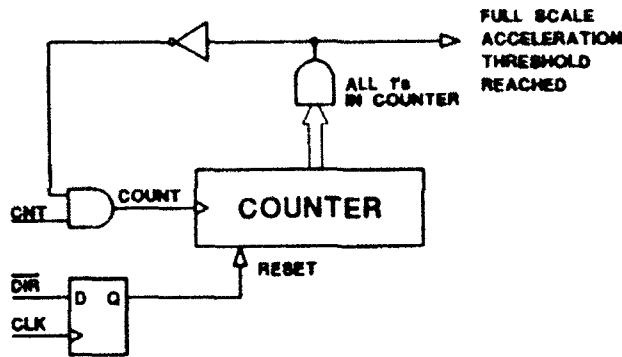 FULL SCALE
ACCELERATION
THRESHOLD
REACHED
ALL 1's
IN COUNTER
COUNT
CNT
COUNTER
RESET
DIR
D Q
CLK